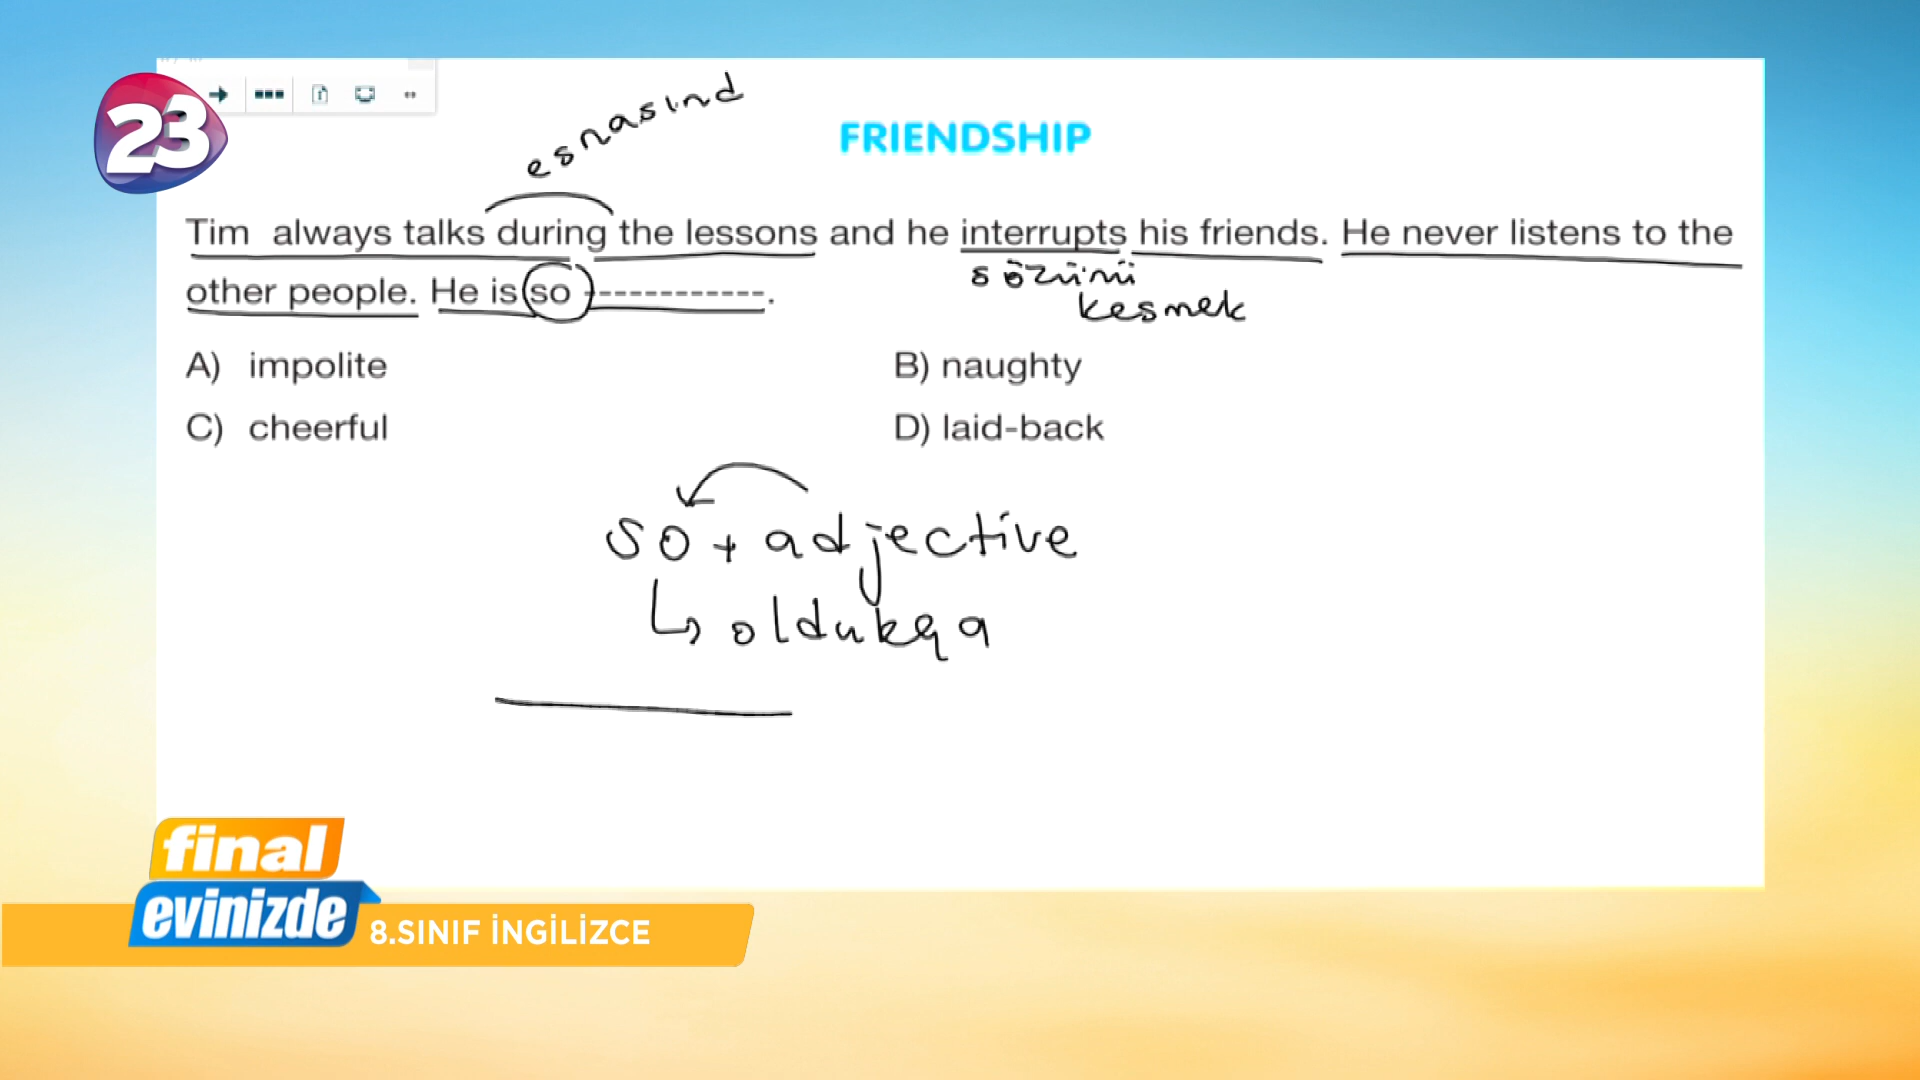 23
esnasınd
FRIENDSHIP
Tim always talks during the lessons and he interrupts his friends. He never listens to the
sözünü
other people. He is so -------------.
kesmek
A) impolite
B) naughty
C) cheerful
D) laid-back
so + adjective
oldukça
final
evinizde
8.SINIF İNGİLİZCE